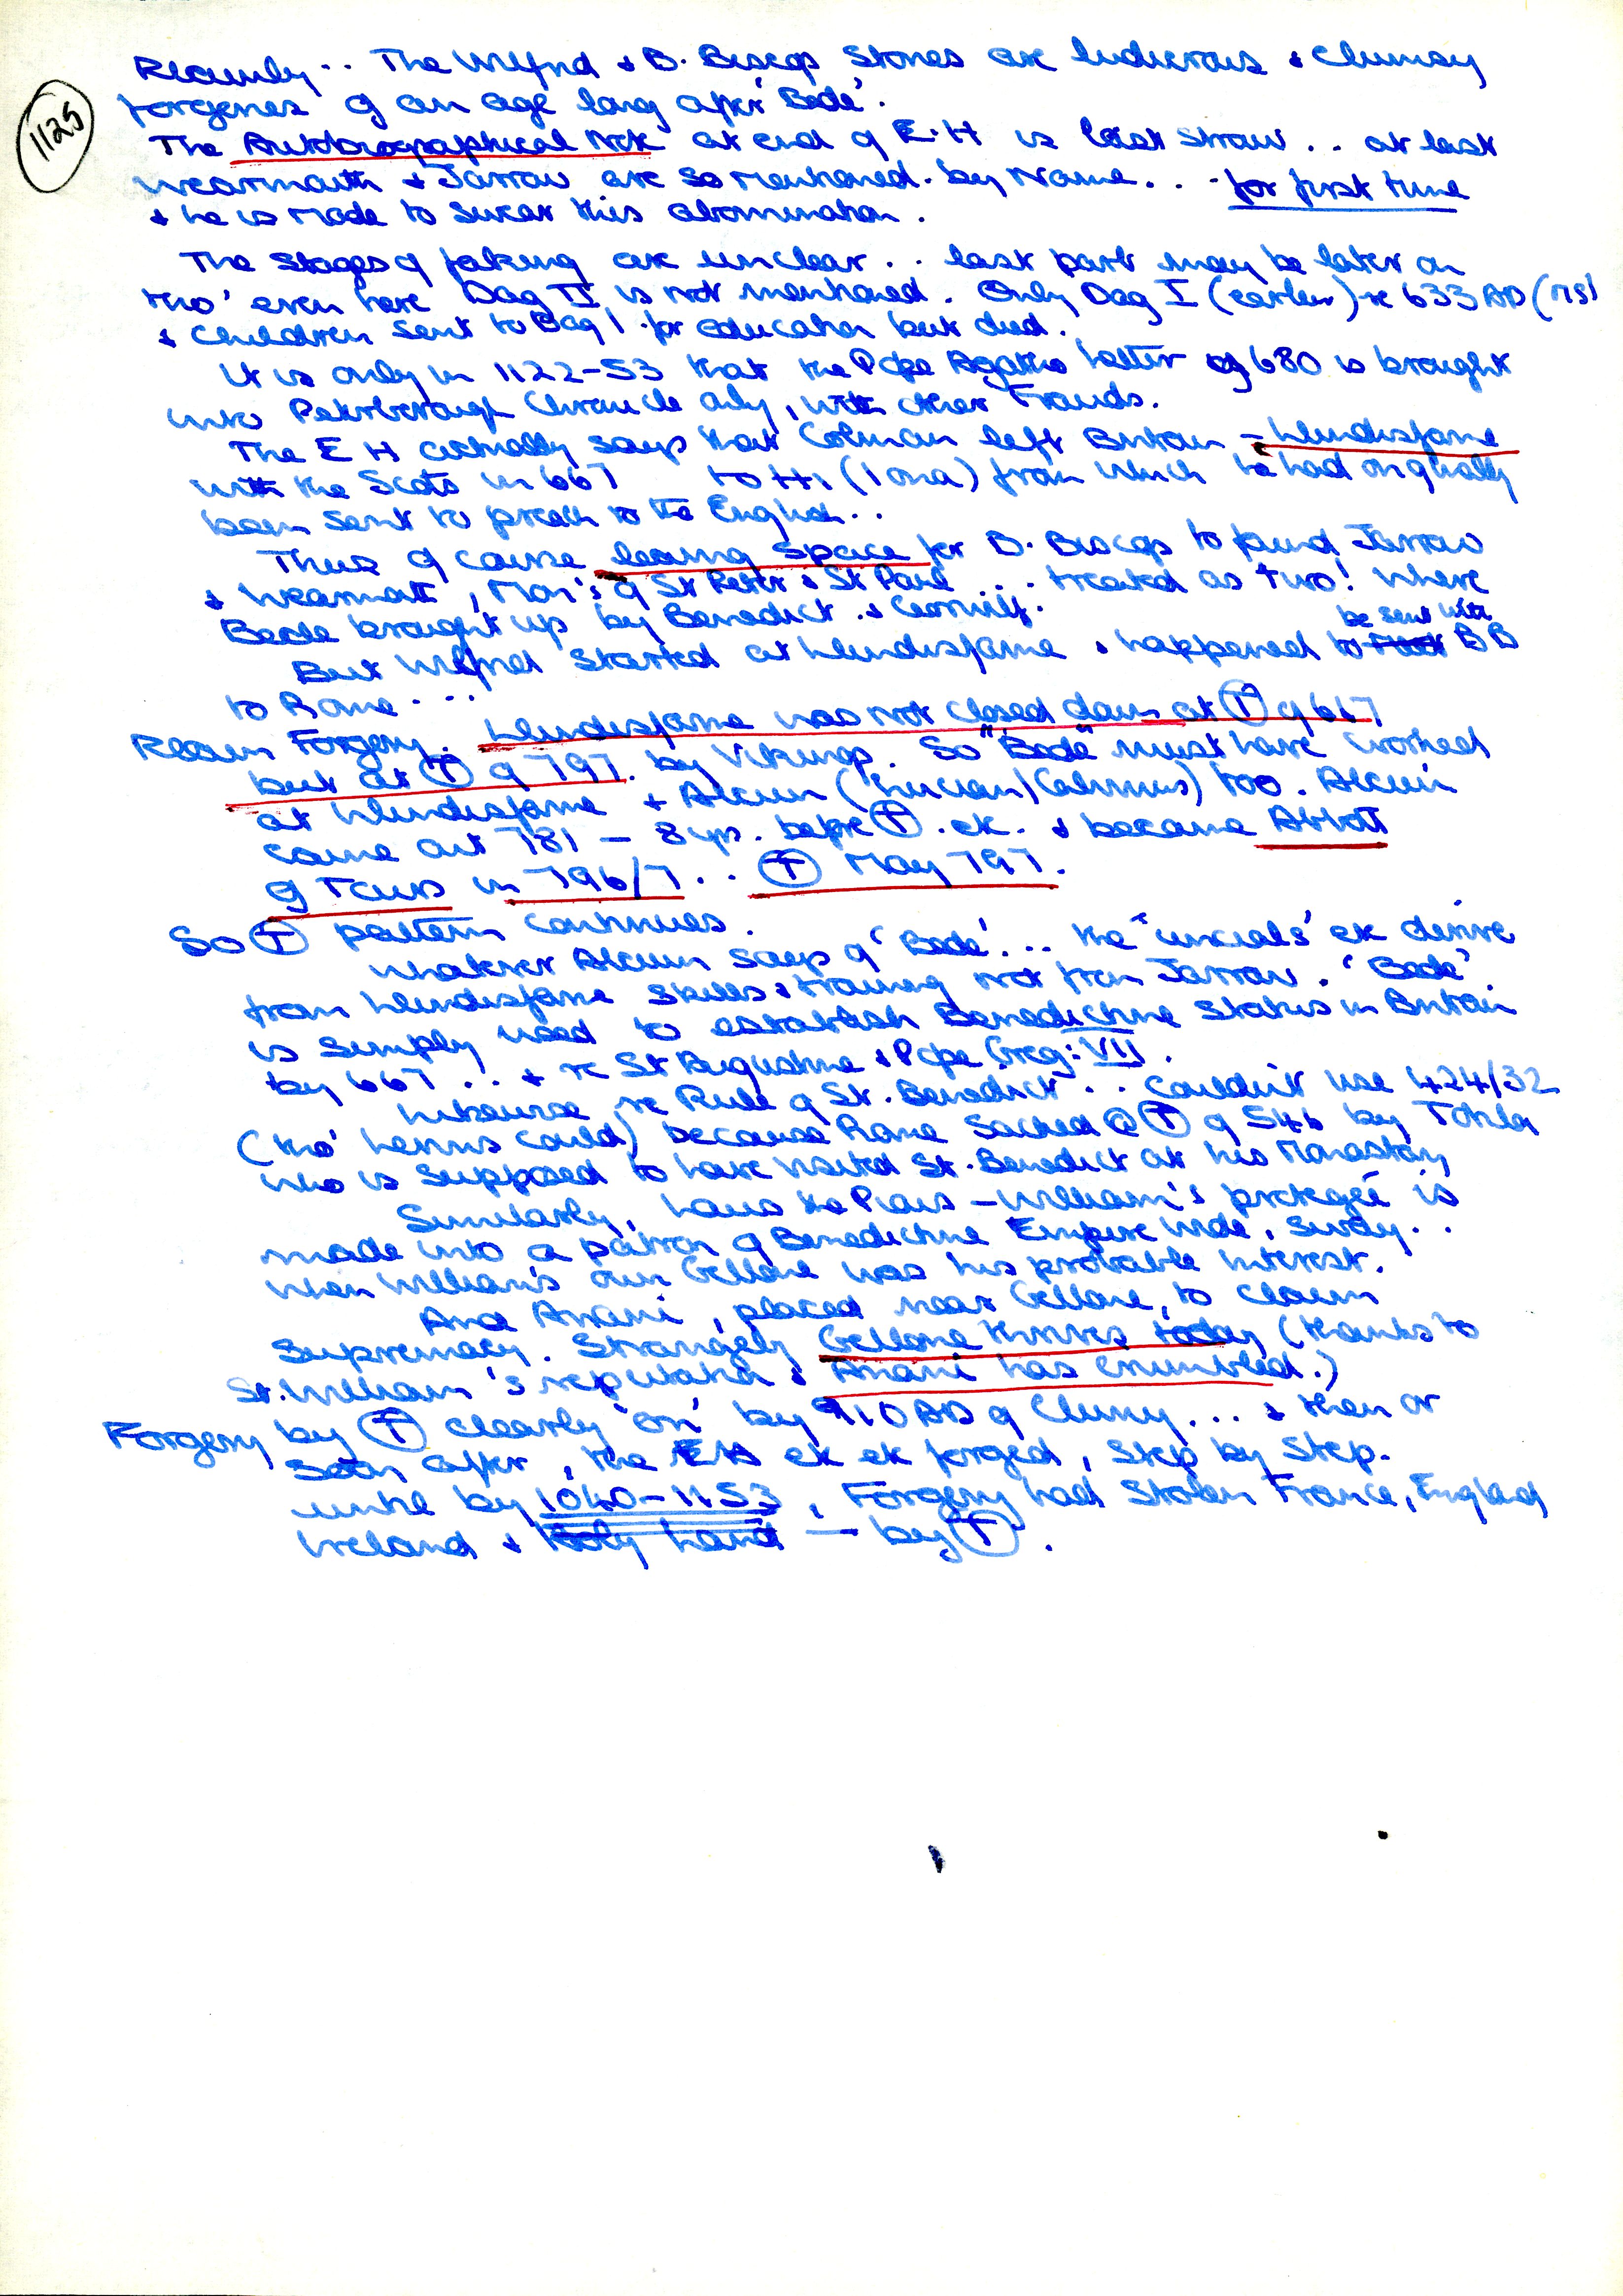 1125
Recently .. The Wilfrid & B. Biscop Stones are ludicrous & Clumsy
forgeries of an age long after 'Bede'.
The Autobiographical Note at end of E.H is last straw .. at last
Wearmouth & Jarrow are so mentioned by Name... for first time
& he is made to swear this abomination.
The Stages of faking are unclear .. last part may be later on
tho' even here Dag II is not mentioned. Only Dag I (earlier) re 633 AD (MS)
& Children sent to Dag I for education but died.
It is only in 1122-53 that the Pope Agatho letter of 680 is brought
into Peterborough Chronicle only, with other Frauds.
The E H actually says that Colman left Britain - Lindisfarne
with the Scots in 667 to Hi (Iona) from which he had originally
been sent to preach to the English ..
Thus of course leaving space for B. Biscop to found Jarrow
& Wearmouth, Mon's of St Peter & St Paul ... treated as two! Where
Bede brought up by Benedict & Ceornilf.
be sent with
But Wilfrid started at Lindisfarne & happened to BB
to Rome ...
Lindisfarne was not closed down at T of 667
Forgery.
but at T of 797 by Vikings. So "Bede" must have worked
at Lindisfarne + Alcuin (Lucian/Calvinus) too. Alcuin
came out 781 - 8 yrs. before T. ek. & became Abbott
of Tours in 796/7 .. T May 797.
So T pattern continues.
Whatever Alcuin says of 'Bede' ... the 'uncials' ek derive
from Lindisfarne skills & training not from Jarrow. 'Bede'
is simply used to establish Benedictine Status in Britain
by 667 ... & re St Augustine & Pope Greg: VII.
Likewise re Rule of St. Benedict .. Couldn't use 424/32
(tho' Lerins could) because Rome Sacked @ T of 546 by Totila
who is supposed to have visited St. Benedict at his Monastery
Similarly, Louis the Pious - William's protegé is
made into a patron of Benedictine Empire wide, surely ..
when William's own Gellone was his probable interest.
And Aniani, placed near Gellone, to claim
Supremacy. Strangely Gellone thrives today (thanks to
St. William's reputation & Aniani has crumbled.)
Forgery by T clearly 'on' by 910 AD of Cluny ... & then or
soon after, the EH ek ek forged, step by step.
until by 1040-1153, Forgery had stolen France, England
Ireland & Holy Land - by T.